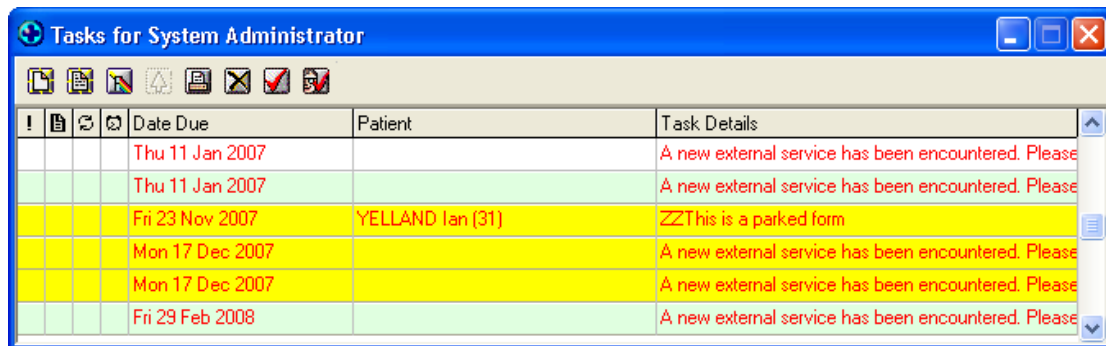 Tasks for System Administrator
! Date Due Patient Task Details
Thu 11 Jan 2007 A new external service has been encountered. Please
Thu 11 Jan 2007 A new external service has been encountered. Please
Fri 23 Nov 2007 YELLAND Ian (31) ZZThis is a parked form
Mon 17 Dec 2007 A new external service has been encountered. Please
Mon 17 Dec 2007 A new external service has been encountered. Please
Fri 29 Feb 2008 A new external service has been encountered. Please